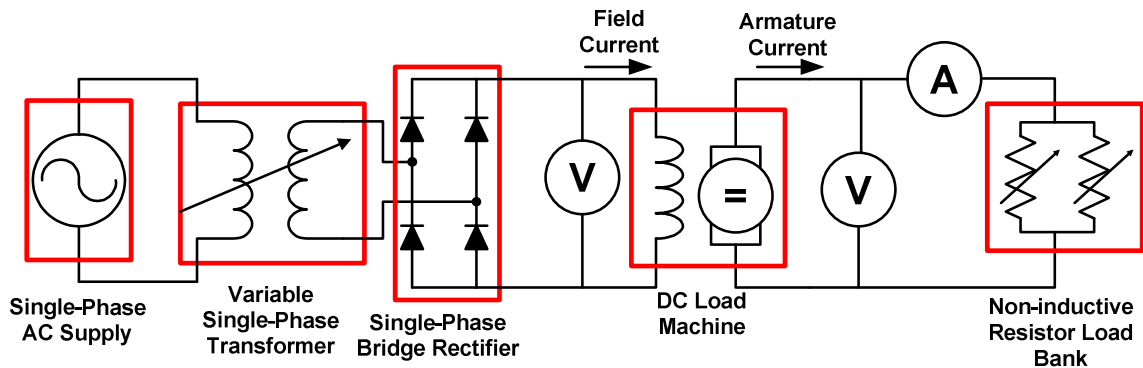 Field
Current
Armature
Current
A
V
=
V
Single-Phase
AC Supply
Variable
Single-Phase
Transformer
Single-Phase
Bridge Rectifier
DC Load
Machine
Non-inductive
Resistor Load
Bank